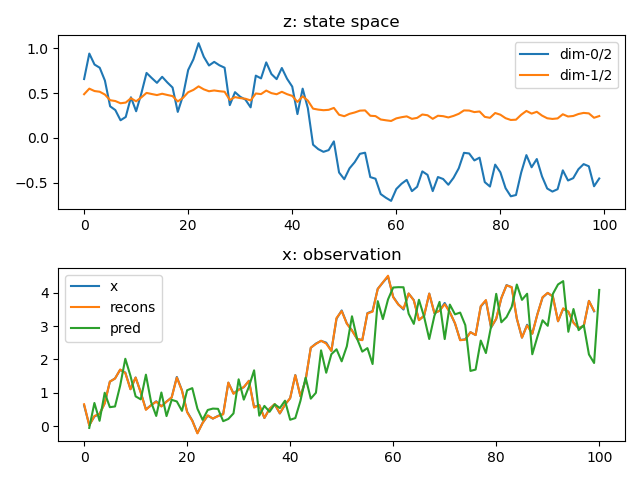 z: state space
1.0
0.5
0.0
−0.5
dim-0/2
dim-1/2
0 20 40 60 80 100
x: observation
4
3
2
1
0
x
recons
pred
0 20 40 60 80 100